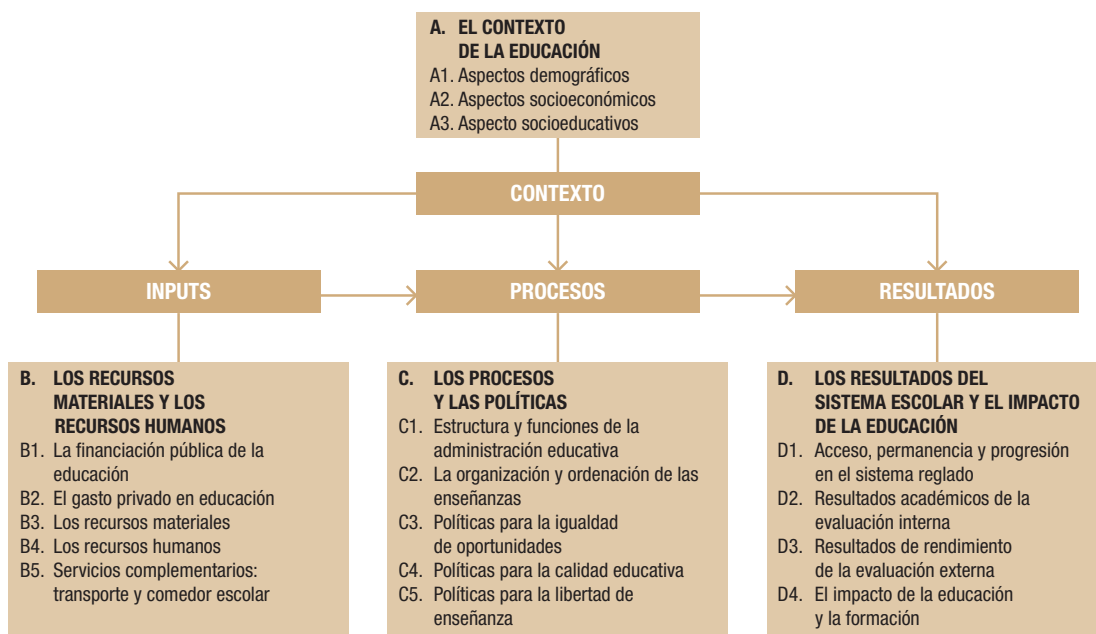 A. EL CONTEXTO
DE LA EDUCACIÓN
A1. Aspectos demográficos
A2. Aspectos socioeconómicos
A3. Aspecto socioeducativos
CONTEXTO
INPUTS
PROCESOS
RESULTADOS
B. LOS RECURSOS
MATERIALES Y LOS
RECURSOS HUMANOS
B1. La financiación pública de la
educación
B2. El gasto privado en educación
B3. Los recursos materiales
B4. Los recursos humanos
B5. Servicios complementarios:
transporte y comedor escolar
C. LOS PROCESOS
Y LAS POLÍTICAS
C1. Estructura y funciones de la
administración educativa
C2. La organización y ordenación de las
enseñanzas
C3. Políticas para la igualdad
de oportunidades
C4. Políticas para la calidad educativa
C5. Políticas para la libertad de
enseñanza
D. LOS RESULTADOS DEL
SISTEMA ESCOLAR Y EL IMPACTO
DE LA EDUCACIÓN
D1. Acceso, permanencia y progresión
en el sistema reglado
D2. Resultados académicos de la
evaluación interna
D3. Resultados de rendimiento
de la evaluación externa
D4. El impacto de la educación
y la formación